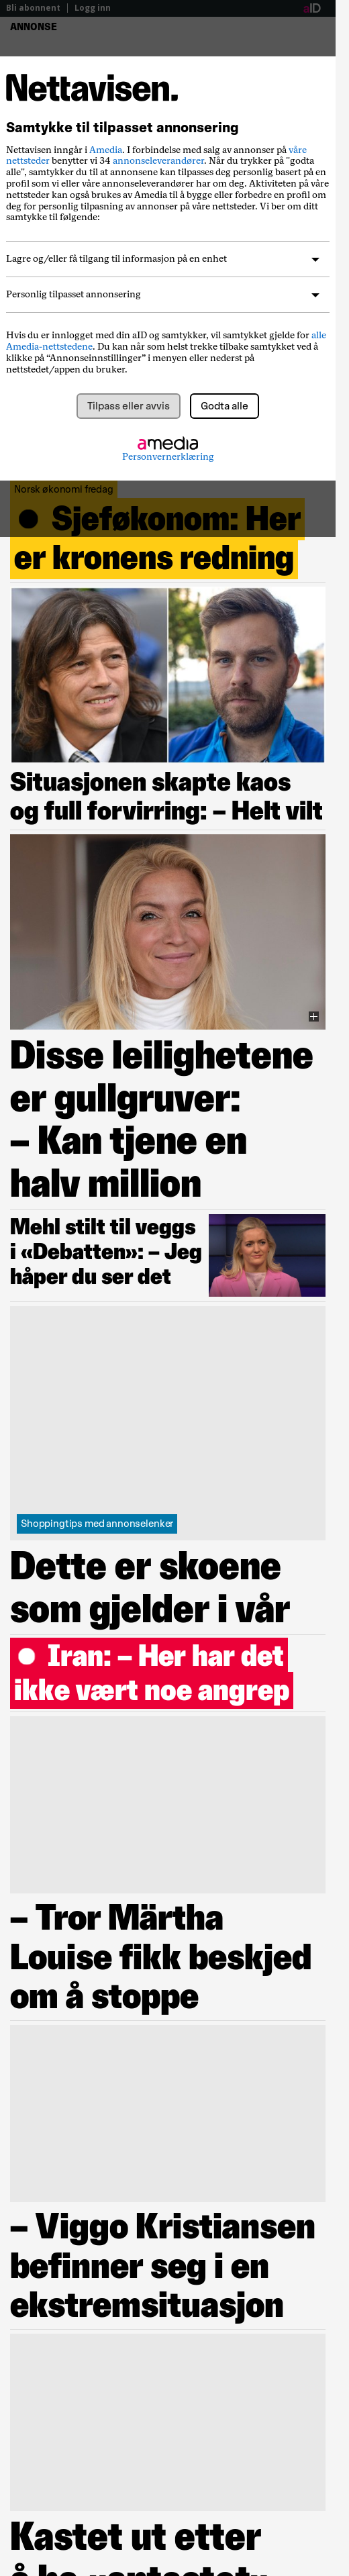 Bli abonnent | Logg inn
aID
ANNONSE
Nettavisen.
Samtykke til tilpasset annonsering
Nettavisen inngår i Amedia. I forbindelse med salg av annonser på våre
nettsteder benytter vi 34 annonseleverandører. Når du trykker på "godta
alle", samtykker du til at annonsene kan tilpasses deg personlig basert på en
profil som vi eller våre annonseleverandører har om deg. Aktiviteten på våre
nettsteder kan også brukes av Amedia til å bygge eller forbedre en profil om
deg for personlig tilpasning av annonser på våre nettsteder. Vi ber om ditt
samtykke til følgende:
Lagre og/eller få tilgang til informasjon på en enhet
Personlig tilpasset annonsering
Hvis du er innlogget med din aID og samtykker, vil samtykket gjelde for alle
Amedia-nettstedene. Du kan når som helst trekke tilbake samtykket ved å
klikke på “Annonseinnstillinger” i menyen eller nederst på
nettstedet/appen du bruker.
Tilpass eller avvis
Godta alle
amedia
Personvernerklæring
Norsk økonomi fredag
Sjeføkonom: Her
er kronens redning
Situasjonen skapte kaos
og full forvirring: – Helt vilt
Disse leilighetene
er gullgruver:
– Kan tjene en
halv million
Mehl stilt til veggs
i «Debatten»: – Jeg
håper du ser det
Shoppingtips med annonselenker
Dette er skoene
som gjelder i vår
Iran: – Her har det
ikke vært noe angrep
– Tror Märtha
Louise fikk beskjed
om å stoppe
– Viggo Kristiansen
befinner seg i en
ekstremsituasjon
Kastet ut etter